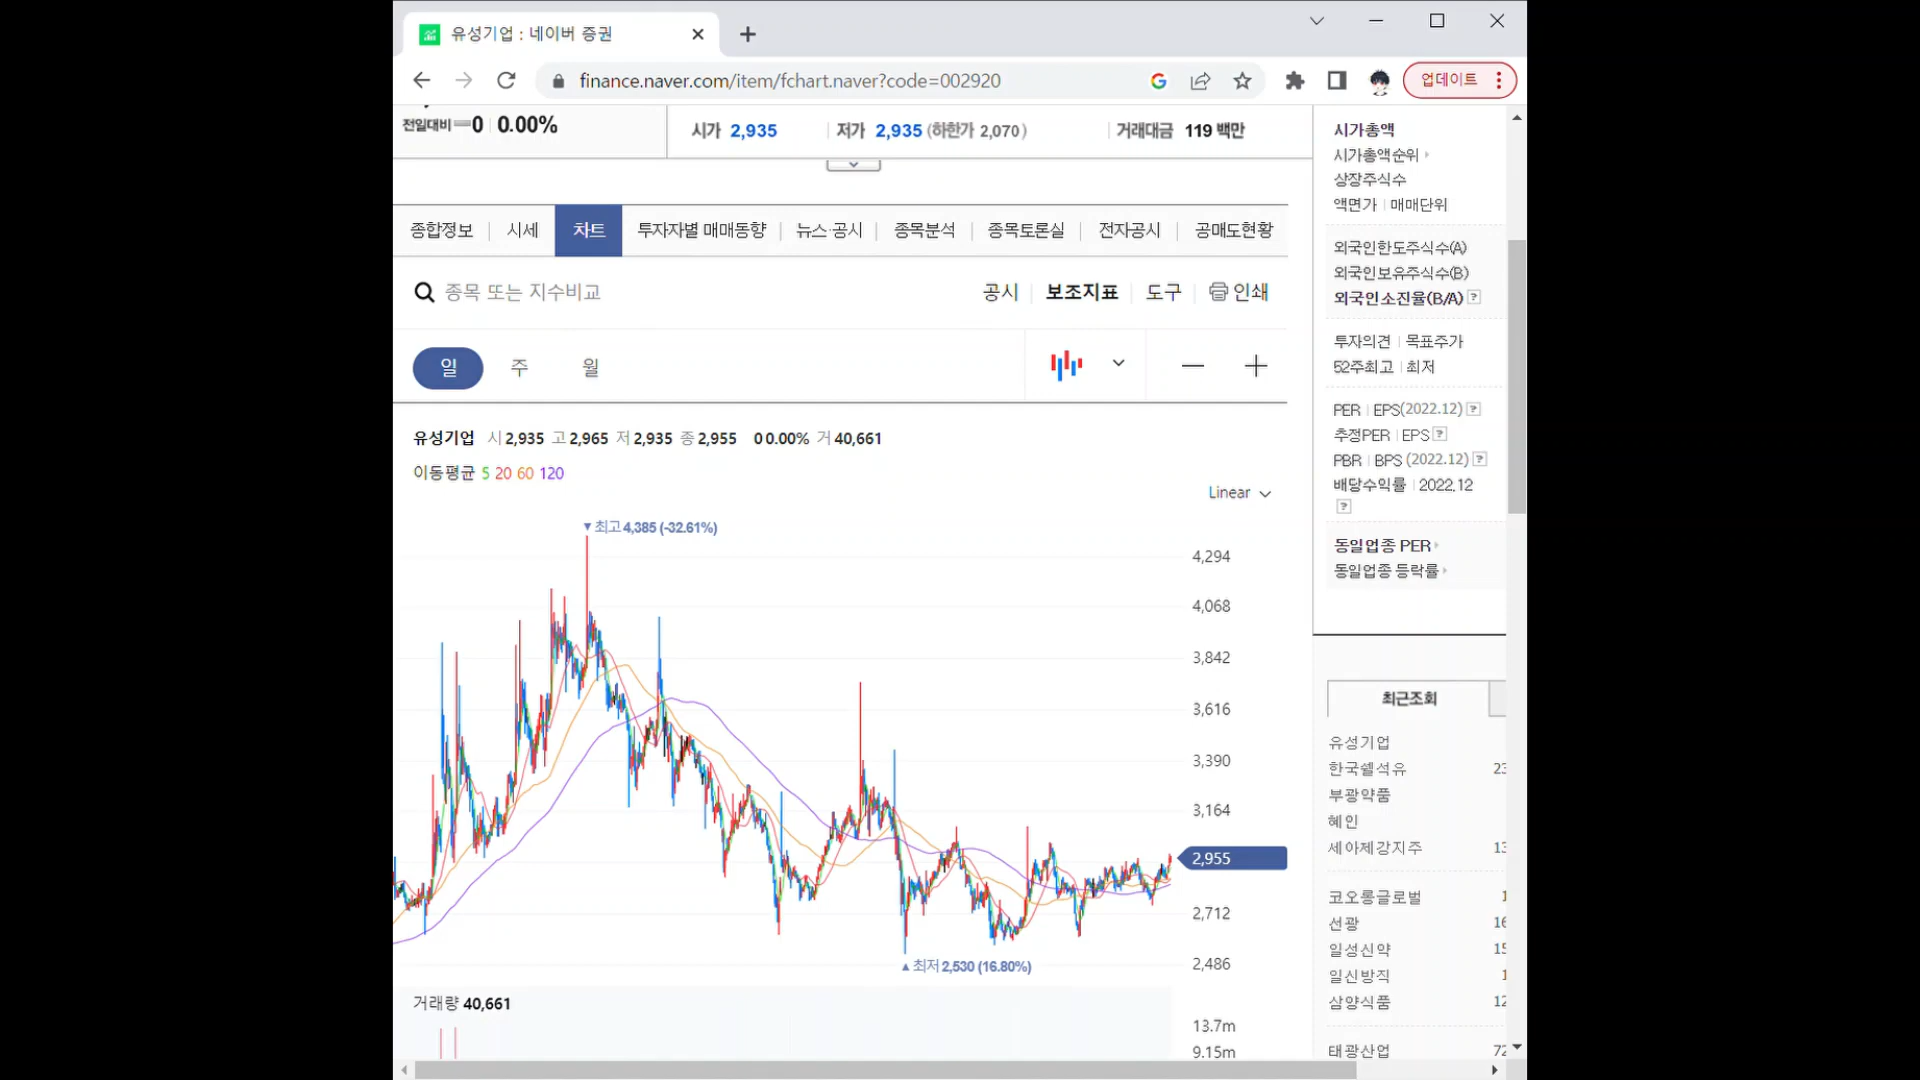 유성기업 : 네이버 증권
finance.naver.com/item/fchart.naver?code=002920
업데이트
전일대비 0 0.00%
시가 2,935
저가 2,935 (하한가 2,070)
거래대금 119 백만
종합정보 시세 차트 투자자별 매매동향 뉴스·공시 종목분석 종목토론실 전자공시 공매도현황
종목 또는 지수비교
공시 보조지표 도구 인쇄
일 주 월
유성기업 시 2,935 고 2,965 저 2,935 종 2,955 0 0.00% 거 40,661
이동평균 5 20 60 120
Linear
최고 4,385 (-32.61%)
4,294
4,068
3,842
3,616
3,390
3,164
2,955
2,712
2,486
최저 2,530 (16.80%)
거래량 40,661
13.7m
9.15m
시가총액
시가총액순위
상장주식수
액면가 매매단위
외국인한도주식수(A)
외국인보유주식수(B)
외국인소진율(B/A) ?
투자의견 목표주가
52주최고 최저
PER EPS(2022.12) ?
추정PER EPS ?
PBR BPS (2022.12) ?
배당수익률 2022.12
?
동일업종 PER
동일업종 등락률
최근조회
유성기업
한국쉘석유 23
부광약품
혜인
세아제강지주 13
코오롱글로벌 1
선광 16
일성신약 15
일신방직 1
삼양식품 12
태광산업 72